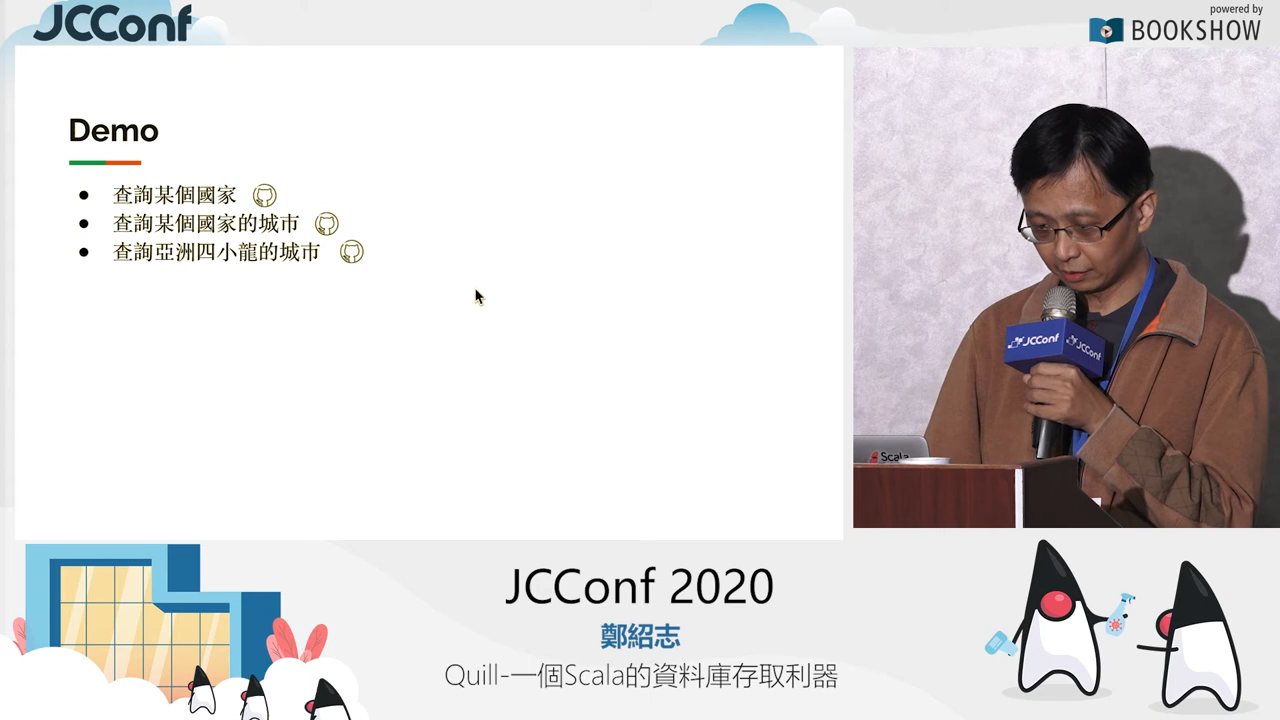 JCConf
powered by
BOOKSHOW
Demo
查詢某個國家
查詢某個國家的城市
查詢亞洲四小龍的城市
JCConf
JCConf
Scala
JCConf 2020
鄭紹志
Quill-一個Scala的資料庫存取利器